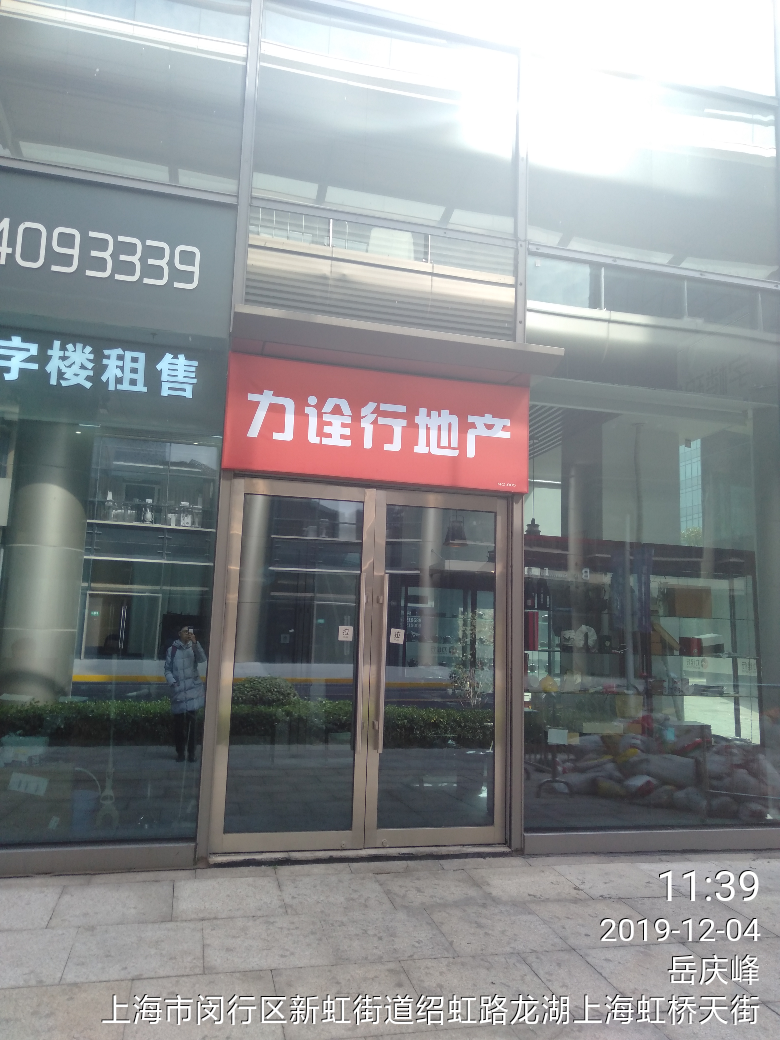 4093339
字楼租售
力诠行地产
11:39
2019-12-04
岳庆峰
上海市闵行区新虹街道绍虹路龙湖上海虹桥天街